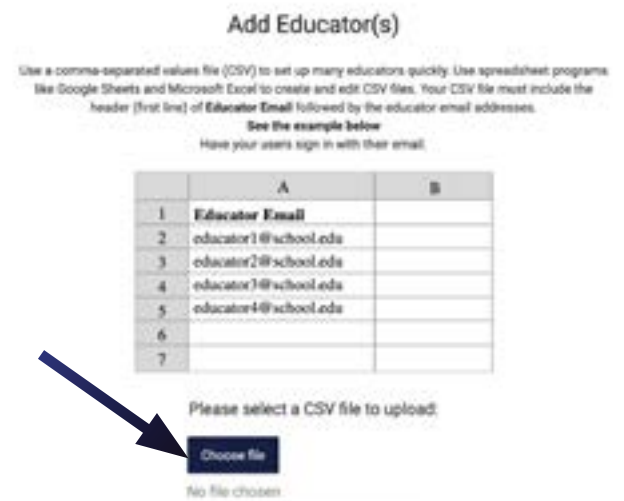 Add Educator(s)
Use a comma-separated values file (CSV) to set up many educators quickly. Use spreadsheet programs
like Google Sheets and Microsoft Excel to create and edit CSV files. Your CSV file must include the
header (first line) of Educator Email followed by the educator email addresses.
See the example below
Have your users sign in with their email.
A B
1 Educator Email
2 educator1@school.edu
3 educator2@school.edu
4 educator3@school.edu
5 educator4@school.edu
6
7
Please select a CSV file to upload:
Choose file
No file chosen